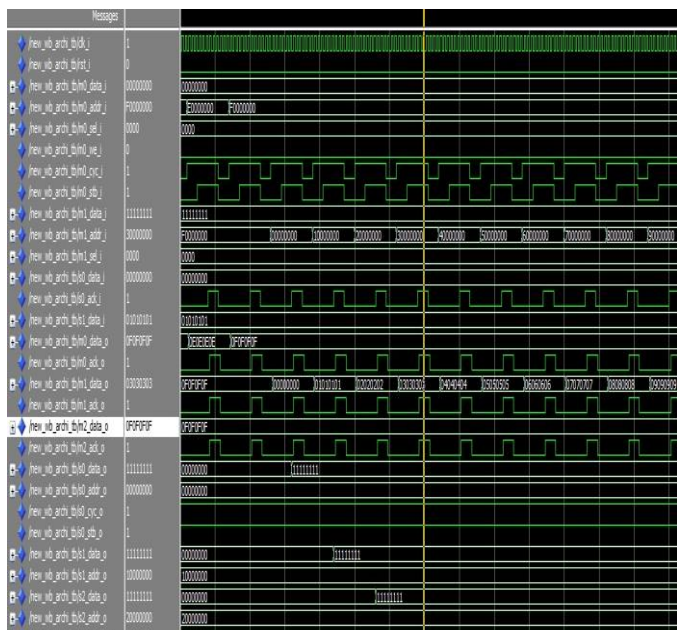 Messages
/new_wb_archi_tb/clk_i 1
/new_wb_archi_tb/rst_i 0
/new_wb_archi_tb/m0_data_i 00000000 00000000
/new_wb_archi_tb/m0_addr_i F0000000 E0000000 F0000000
/new_wb_archi_tb/m0_sel_i 0000 0000
/new_wb_archi_tb/m0_we_i 0
/new_wb_archi_tb/m0_cyc_i 1
/new_wb_archi_tb/m0_stb_i 1
/new_wb_archi_tb/m1_data_i 11111111 11111111
/new_wb_archi_tb/m1_addr_i 30000000 F0000000 00000000 10000000 20000000 30000000 40000000 50000000 60000000 70000000 80000000 90000000
/new_wb_archi_tb/m1_sel_i 0000 0000
/new_wb_archi_tb/s0_data_i 00000000 00000000
/new_wb_archi_tb/s0_ack_i 1
/new_wb_archi_tb/s1_data_i 01010101 01010101
/new_wb_archi_tb/m0_data_o 0F0F0F0F 0E0E0E0E 0F0F0F0F
/new_wb_archi_tb/m0_ack_o 1
/new_wb_archi_tb/m1_data_o 03030303 0F0F0F0F 00000000 01010101 02020202 03030303 04040404 05050505 06060606 07070707 08080808 09090909
/new_wb_archi_tb/m1_ack_o 1
/new_wb_archi_tb/m2_data_o 0F0F0F0F 0F0F0F0F
/new_wb_archi_tb/m2_ack_o 1
/new_wb_archi_tb/s0_data_o 11111111 00000000 11111111
/new_wb_archi_tb/s0_addr_o 00000000 00000000
/new_wb_archi_tb/s0_cyc_o 1
/new_wb_archi_tb/s0_stb_o 1
/new_wb_archi_tb/s1_data_o 11111111 00000000 11111111
/new_wb_archi_tb/s1_addr_o 10000000 10000000
/new_wb_archi_tb/s2_data_o 11111111 00000000 11111111
/new_wb_archi_tb/s2_addr_o 20000000 20000000